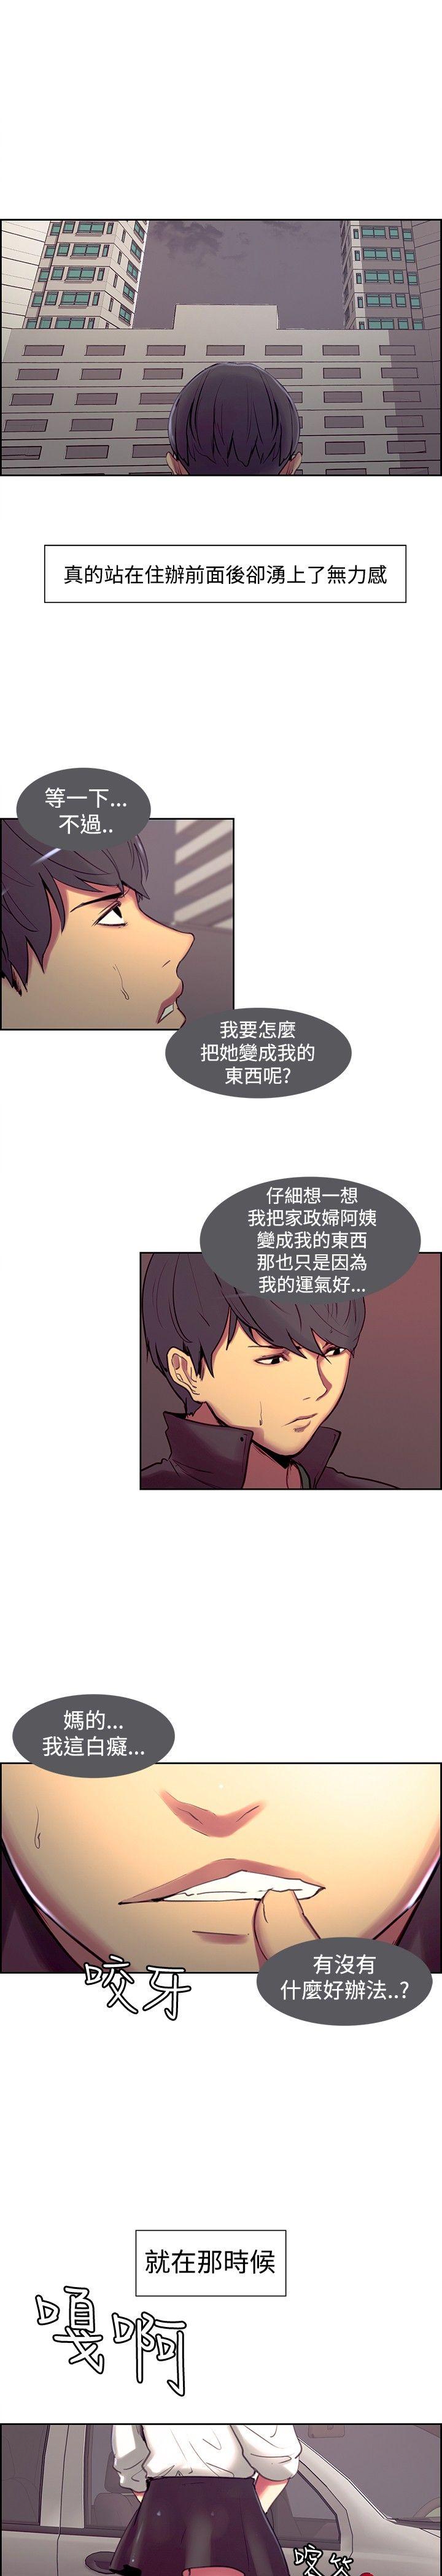 真的站在住辦前面後卻湧上了無力感
等一下...
不過..
我要怎麼
把她變成我的
東西呢?
仔細想一想
我把家政婦阿姨
變成我的東西
那也只是因為
我的運氣好...
媽的...
我這白癡...
咬牙
有沒有
什麼好辦法..?
就在那時候
嘎啊